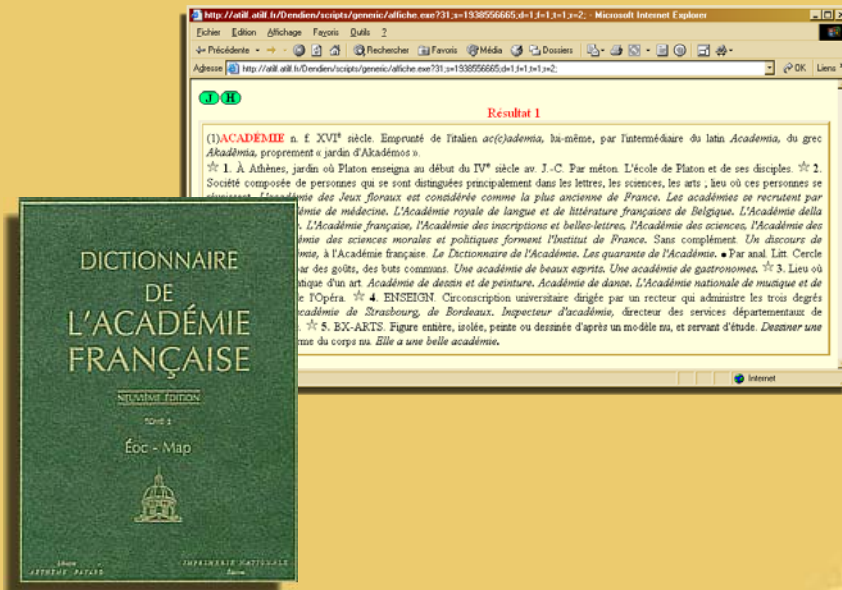 http://atilf.atilf.fr/Dendien/scripts/generic/affiche.exe?31;s=1938556665;d=1;f=1;t=1;r=2; - Microsoft Internet Explorer
Fichier Edition Affichage Favoris Outils ?
Précédente Rechercher Favoris Média Dossiers
Adresse http://atilf.atilf.fr/Dendien/scripts/generic/affiche.exe?31;s=1938556665;d=1;f=1;t=1;r=2; OK Liens
J H
Résultat 1
(1)ACADÉMIE n. f. XVIe siècle. Emprunté de l'italien ac(c)ademia, lui-même, par l'intermédiaire du latin Academia, du grec
Akadêmia, proprement « jardin d'Akadêmos ».
☆ 1. À Athènes, jardin où Platon enseigna au début du IVe siècle av. J.-C. Par méton. L'école de Platon et de ses disciples. ☆ 2.
Société composée de personnes qui se sont distinguées principalement dans les lettres, les sciences, les arts ; lieu où ces personnes se
des Jeux floraux est considérée comme la plus ancienne de France. Les académies se recrutent par
démie de médecine. L'Académie royale de langue et de littérature françaises de Belgique. L'Académie della
. L'Académie française, l'Académie des inscriptions et belles-lettres, l'Académie des sciences, l'Académie des
émie des sciences morales et politiques forment l'Institut de France. Sans complément. Un discours de
mie, à l'Académie française. Le Dictionnaire de l'Académie. Les quarante de l'Académie. ● Par anal. Litt. Cercle
par des goûts, des buts communs. Une académie de beaux esprits. Une académie de gastronomes. ☆ 3. Lieu où
atique d'un art. Académie de dessin et de peinture. Académie de danse. L'Académie nationale de musique et de
e l'Opéra. ☆ 4. ENSEIGN. Circonscription universitaire dirigée par un recteur qui administre les trois degrés
cadémie de Strasbourg, de Bordeaux. Inspecteur d'académie, directeur des services départementaux de
. ☆ 5. BX-ARTS. Figure entière, isolée, peinte ou dessinée d'après un modèle nu, et servant d'étude. Dessiner une
rme du corps nu. Elle a une belle académie.
Internet
DICTIONNAIRE
DE
L'ACADÉMIE
FRANÇAISE
NEUVIÈME ÉDITION
TOME 2
Éoc - Map
ARTHÈME FAYARD
IMPRIMERIE NATIONALE